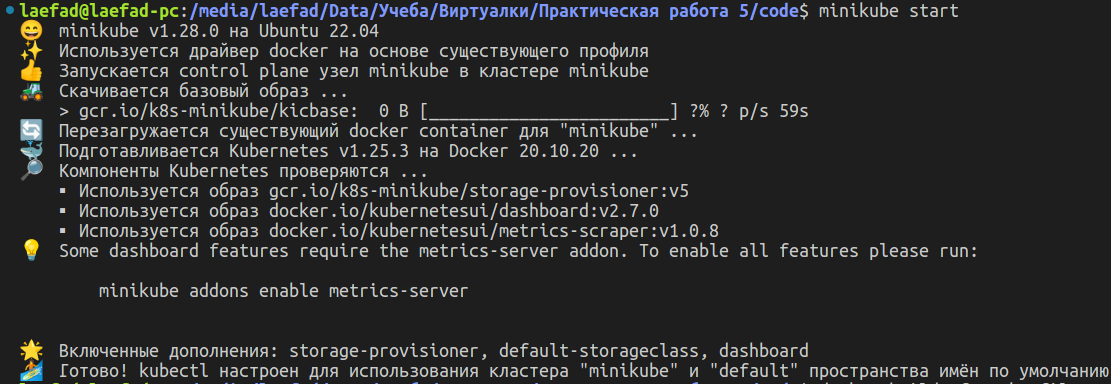 laefad@laefad-pc:/media/laefad/Data/Учеба/Виртуалки/Практическая работа 5/code$ minikube start
😄 minikube v1.28.0 на Ubuntu 22.04
✨ Используется драйвер docker на основе существующего профиля
👍 Запускается control plane узел minikube в кластере minikube
🚜 Скачивается базовый образ ...
> gcr.io/k8s-minikube/kicbase: 0 B [________________________] ?% ? p/s 59s
🔄 Перезагружается существующий docker container для "minikube" ...
🐳 Подготавливается Kubernetes v1.25.3 на Docker 20.10.20 ...
🔎 Компоненты Kubernetes проверяются ...
▪ Используется образ gcr.io/k8s-minikube/storage-provisioner:v5
▪ Используется образ docker.io/kubernetesui/dashboard:v2.7.0
▪ Используется образ docker.io/kubernetesui/metrics-scraper:v1.0.8
💡 Some dashboard features require the metrics-server addon. To enable all features please run:
minikube addons enable metrics-server
🌟 Включенные дополнения: storage-provisioner, default-storageclass, dashboard
🏄 Готово! kubectl настроен для использования кластера "minikube" и "default" пространства имён по умолчанию